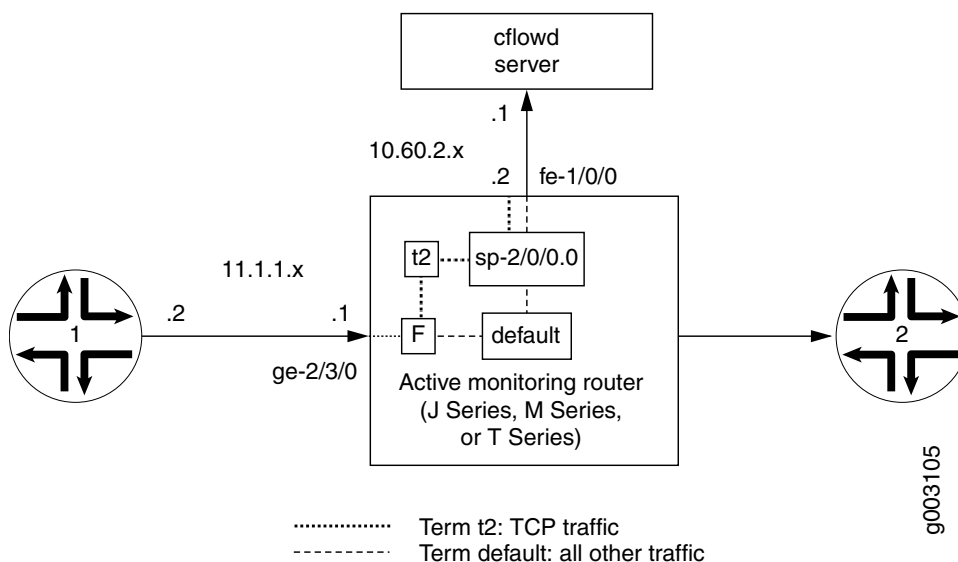 cflowd
server
.1
10.60.2.x
.2
fe-1/0/0
t2
sp-2/0/0.0
11.1.1.x
1
.2
.1
F
default
2
ge-2/3/0
Active monitoring router
(J Series, M Series,
or T Series)
g003105
Term t2: TCP traffic
Term default: all other traffic